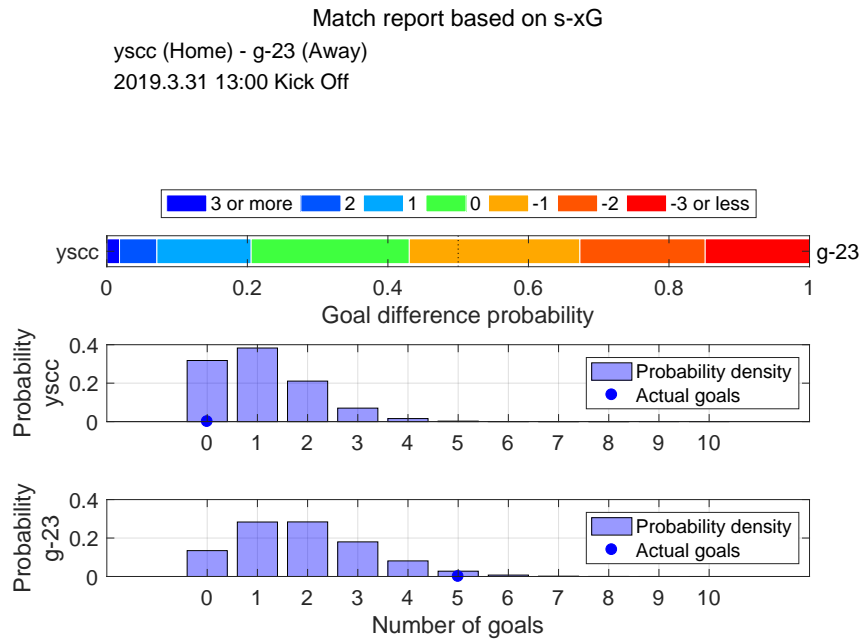 Match report based on s-xG
yscc (Home) - g-23 (Away)
2019.3.31 13:00 Kick Off
3 or more 2 1 0 -1 -2 -3 or less
yscc g-23
0 0.2 0.4 0.6 0.8 1
Goal difference probability
Probability
yscc
0.4
0.2
0
Probability density
Actual goals
0 1 2 3 4 5 6 7 8 9 10
Probability
g-23
0.4
0.2
0
Probability density
Actual goals
0 1 2 3 4 5 6 7 8 9 10
Number of goals